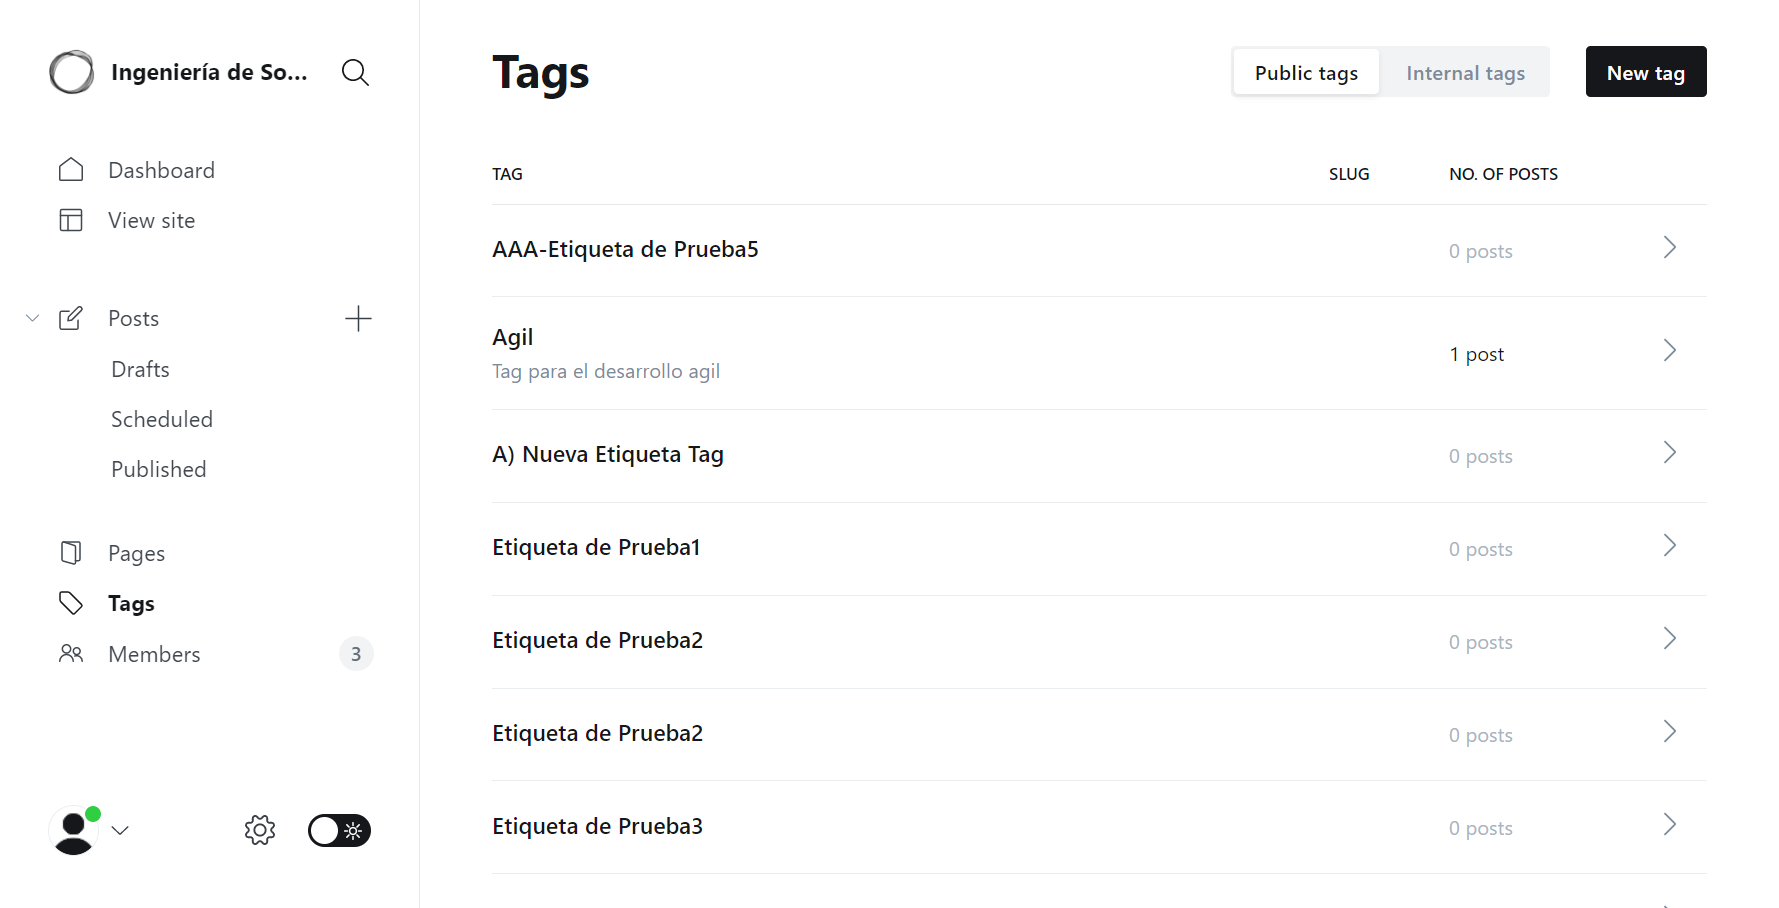 Ingeniería de So...
Dashboard
View site
Posts
Drafts
Scheduled
Published
Pages
Tags
Members
3
Tags
Public tags
Internal tags
New tag
TAG
SLUG
NO. OF POSTS
AAA-Etiqueta de Prueba5
0 posts
Agil
Tag para el desarrollo agil
1 post
A) Nueva Etiqueta Tag
0 posts
Etiqueta de Prueba1
0 posts
Etiqueta de Prueba2
0 posts
Etiqueta de Prueba2
0 posts
Etiqueta de Prueba3
0 posts